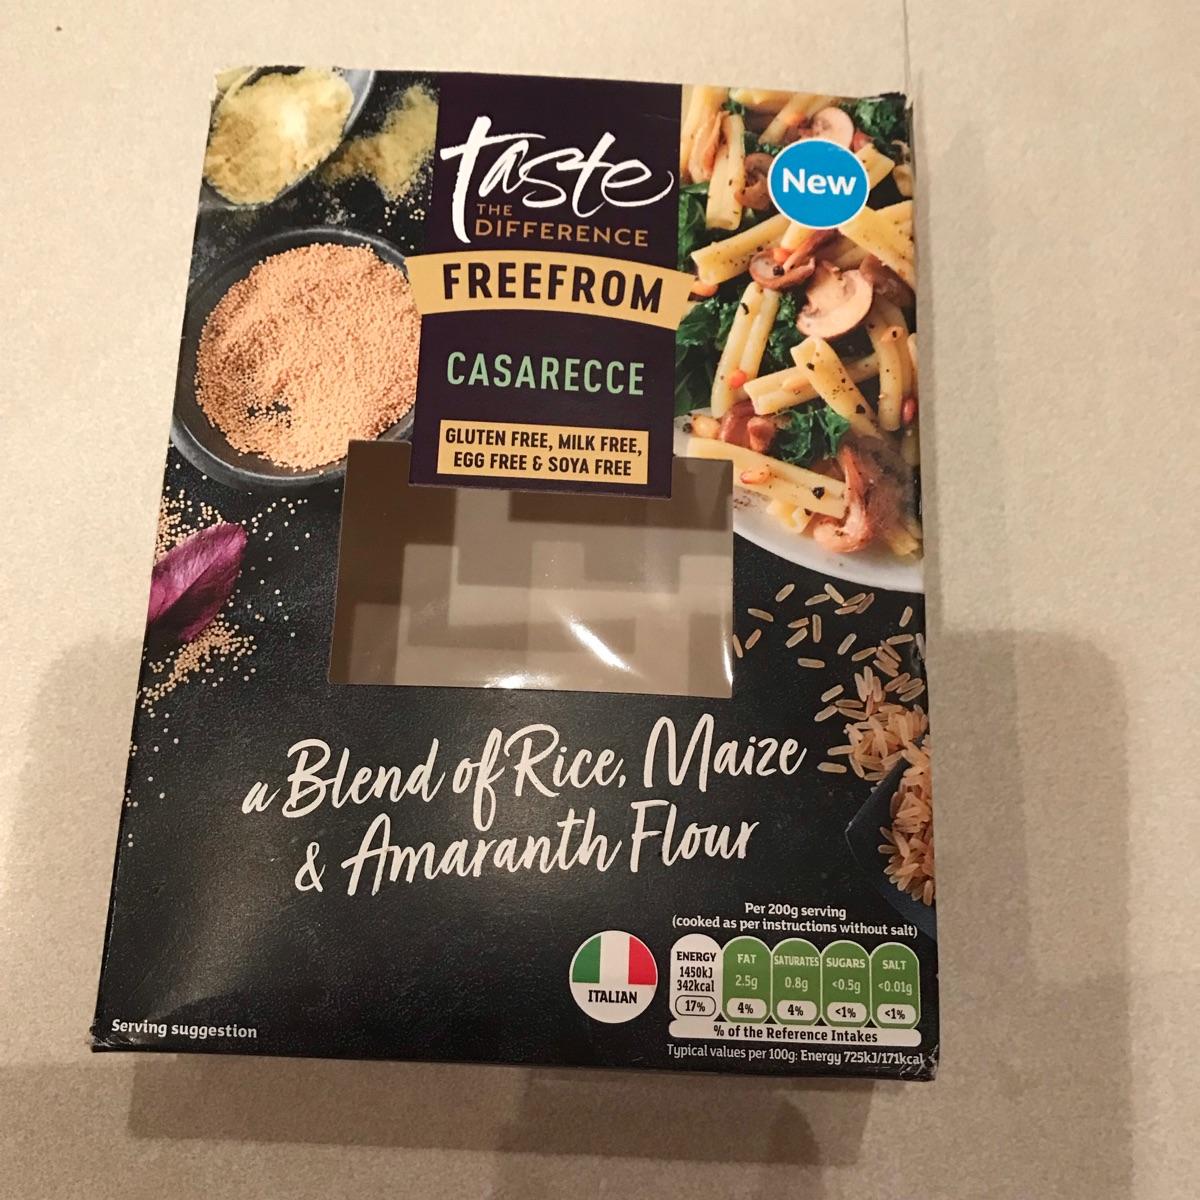 taste
THE
DIFFERENCE
FREEFROM
CASARECCE
GLUTEN FREE, MILK FREE,
EGG FREE & SOYA FREE
New
a Blend of Rice, Maize
& Amaranth Flour
Per 200g serving
(cooked as per instructions without salt)
ENERGY FAT SATURATES SUGARS SALT
1450kJ
342kcal 2.5g 0.8g <0.5g <0.01g
17% 4% 4% <1% <1%
% of the Reference Intakes
Typical values per 100g: Energy 725kJ/171kcal
ITALIAN
Serving suggestion